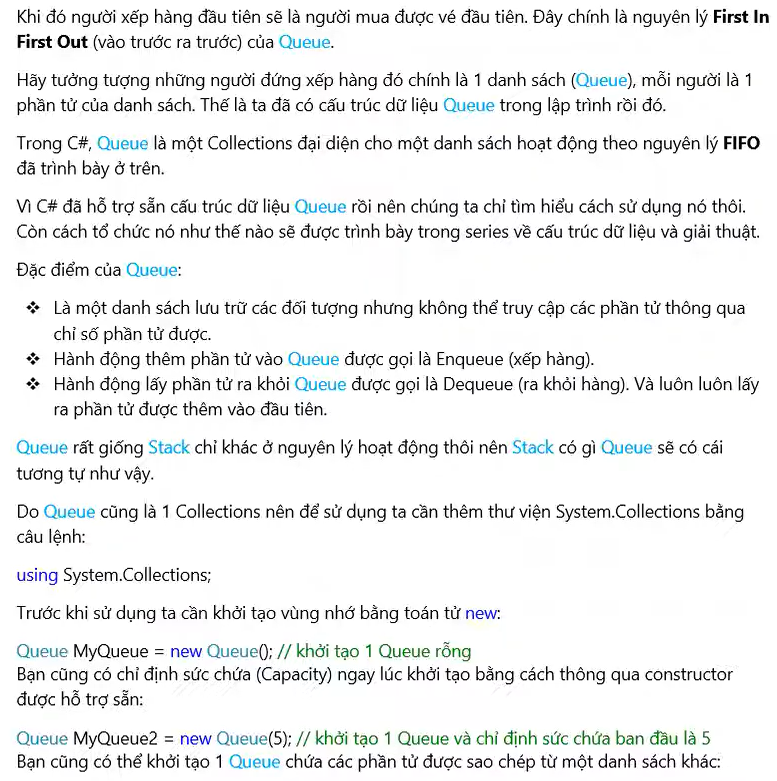 Khi đó người xếp hàng đầu tiên sẽ là người mua được vé đầu tiên. Đây chính là nguyên lý First In
First Out (vào trước ra trước) của Queue.
Hãy tưởng tượng những người đứng xếp hàng đó chính là 1 danh sách (Queue), mỗi người là 1
phần tử của danh sách. Thế là ta đã có cấu trúc dữ liệu Queue trong lập trình rồi đó.
Trong C#, Queue là một Collections đại diện cho một danh sách hoạt động theo nguyên lý FIFO
đã trình bày ở trên.
Vì C# đã hỗ trợ sẵn cấu trúc dữ liệu Queue rồi nên chúng ta chỉ tìm hiểu cách sử dụng nó thôi.
Còn cách tổ chức nó như thế nào sẽ được trình bày trong series về cấu trúc dữ liệu và giải thuật.
Đặc điểm của Queue:
❖ Là một danh sách lưu trữ các đối tượng nhưng không thể truy cập các phần tử thông qua
chỉ số phần tử được.
❖ Hành động thêm phần tử vào Queue được gọi là Enqueue (xếp hàng).
❖ Hành động lấy phần tử ra khỏi Queue được gọi là Dequeue (ra khỏi hàng). Và luôn luôn lấy
ra phần tử được thêm vào đầu tiên.
Queue rất giống Stack chỉ khác ở nguyên lý hoạt động thôi nên Stack có gì Queue sẽ có cái
tương tự như vậy.
Do Queue cũng là 1 Collections nên để sử dụng ta cần thêm thư viện System.Collections bằng
câu lệnh:
using System.Collections;
Trước khi sử dụng ta cần khởi tạo vùng nhớ bằng toán tử new:
Queue MyQueue = new Queue(); // khởi tạo 1 Queue rỗng
Bạn cũng có chỉ định sức chứa (Capacity) ngay lúc khởi tạo bằng cách thông qua constructor
được hỗ trợ sẵn:
Queue MyQueue2 = new Queue(5); // khởi tạo 1 Queue và chỉ định sức chứa ban đầu là 5
Bạn cũng có thể khởi tạo 1 Queue chứa các phần tử được sao chép từ một danh sách khác: